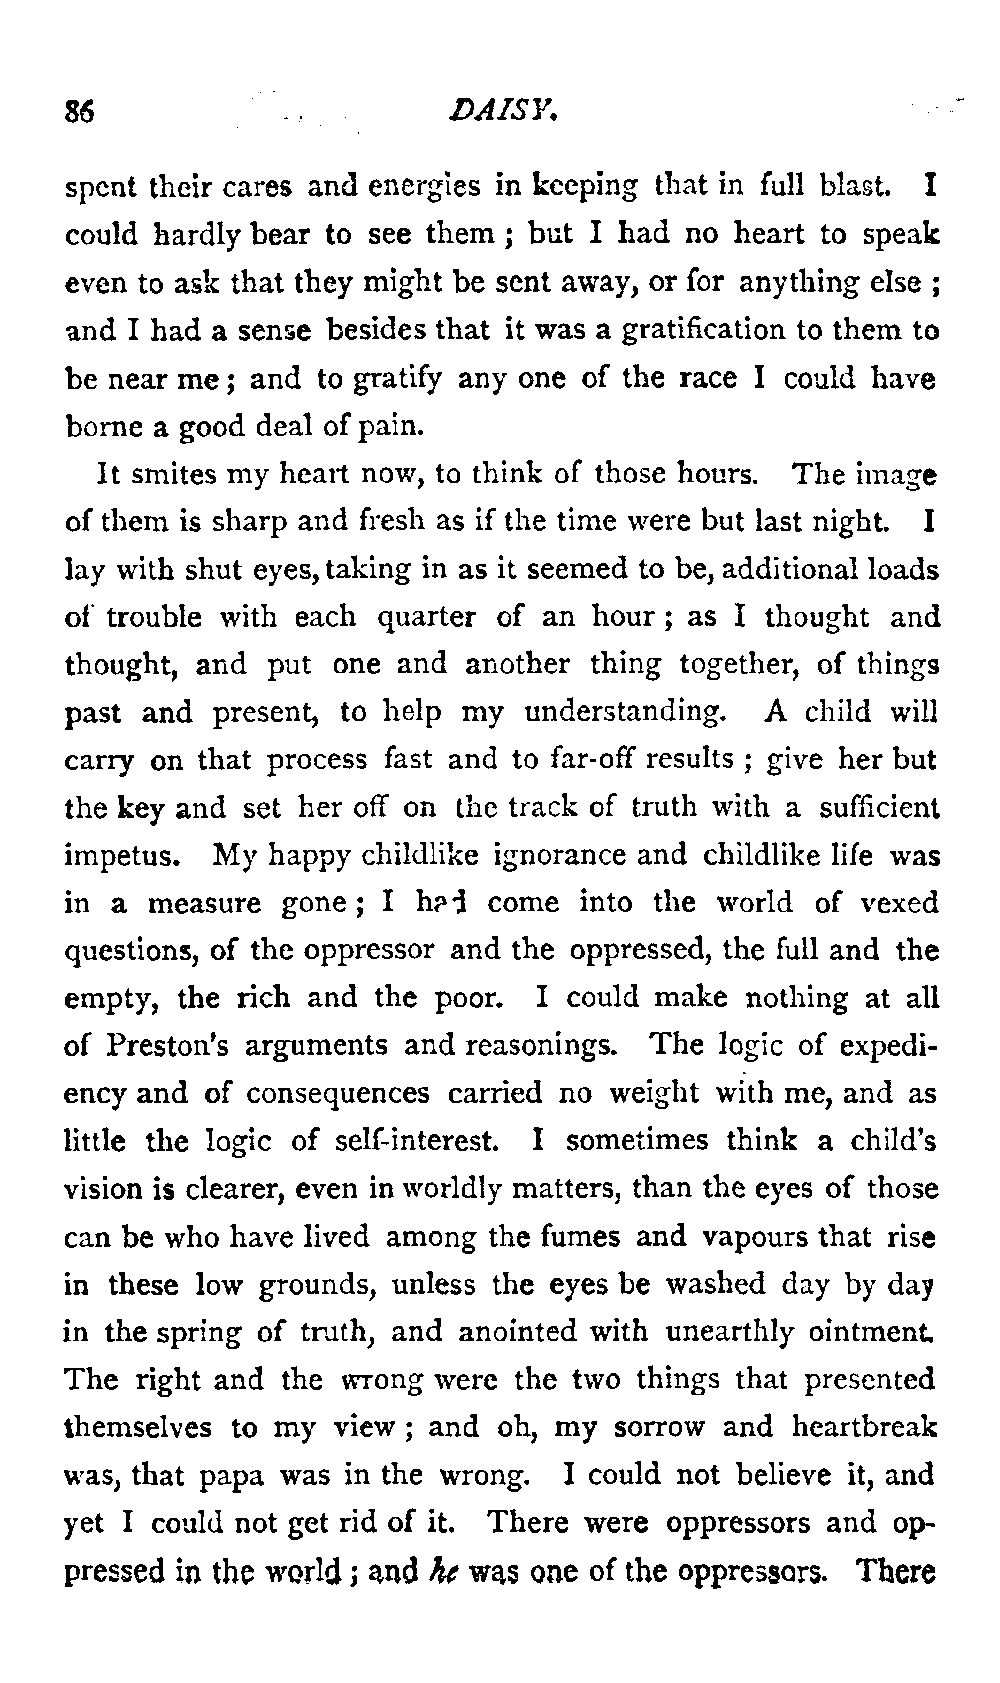 86 DAISY.
spent their cares and energies in keeping that in full blast. I
could hardly bear to see them ; but I had no heart to speak
even to ask that they might be sent away, or for anything else ;
and I had a sense besides that it was a gratification to them to
be near me ; and to gratify any one of the race I could have
borne a good deal of pain.
It smites my heart now, to think of those hours. The image
of them is sharp and fresh as if the time were but last night. I
lay with shut eyes, taking in as it seemed to be, additional loads
of trouble with each quarter of an hour ; as I thought and
thought, and put one and another thing together, of things
past and present, to help my understanding. A child will
carry on that process fast and to far-off results ; give her but
the key and set her off on the track of truth with a sufficient
impetus. My happy childlike ignorance and childlike life was
in a measure gone ; I had come into the world of vexed
questions, of the oppressor and the oppressed, the full and the
empty, the rich and the poor. I could make nothing at all
of Preston's arguments and reasonings. The logic of expedi-
ency and of consequences carried no weight with me, and as
little the logic of self-interest. I sometimes think a child's
vision is clearer, even in worldly matters, than the eyes of those
can be who have lived among the fumes and vapours that rise
in these low grounds, unless the eyes be washed day by day
in the spring of truth, and anointed with unearthly ointment.
The right and the wrong were the two things that presented
themselves to my view ; and oh, my sorrow and heartbreak
was, that papa was in the wrong. I could not believe it, and
yet I could not get rid of it. There were oppressors and op-
pressed in the world ; and he was one of the oppressors. There